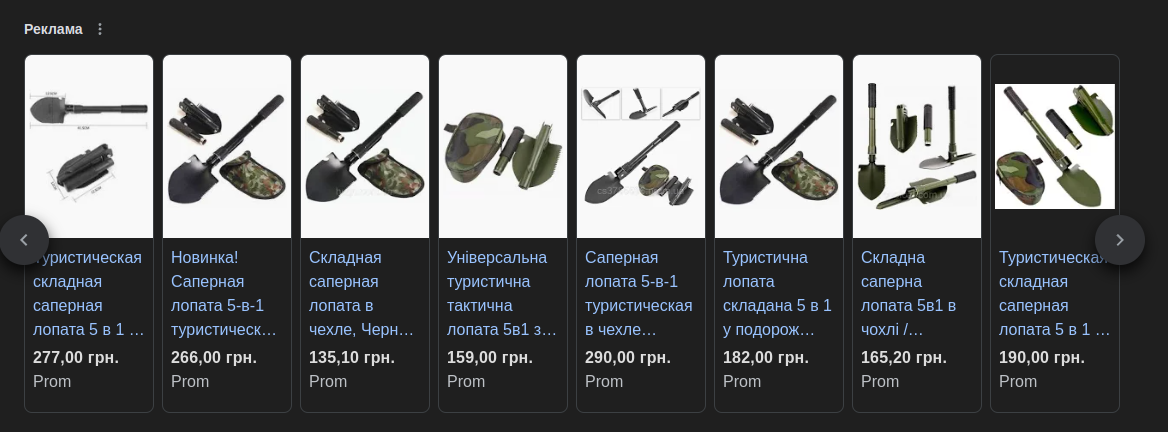 Реклама
Туристическая
складная
саперная
лопата 5 в 1 ...
277,00 грн.
Prom
Новинка!
Саперная
лопата 5-в-1
туристическ...
266,00 грн.
Prom
Складная
саперная
лопата в
чехле, Черн...
135,10 грн.
Prom
Універсальна
туристична
тактична
лопата 5в1 з...
159,00 грн.
Prom
Саперная
лопата 5-в-1
туристическая
в чехле...
290,00 грн.
Prom
Туристична
лопата
складана 5 в 1
у подорож...
182,00 грн.
Prom
Складна
саперна
лопата 5в1 в
чохлі /...
165,20 грн.
Prom
Туристическая
складная
саперная
лопата 5 в 1 ...
190,00 грн.
Prom